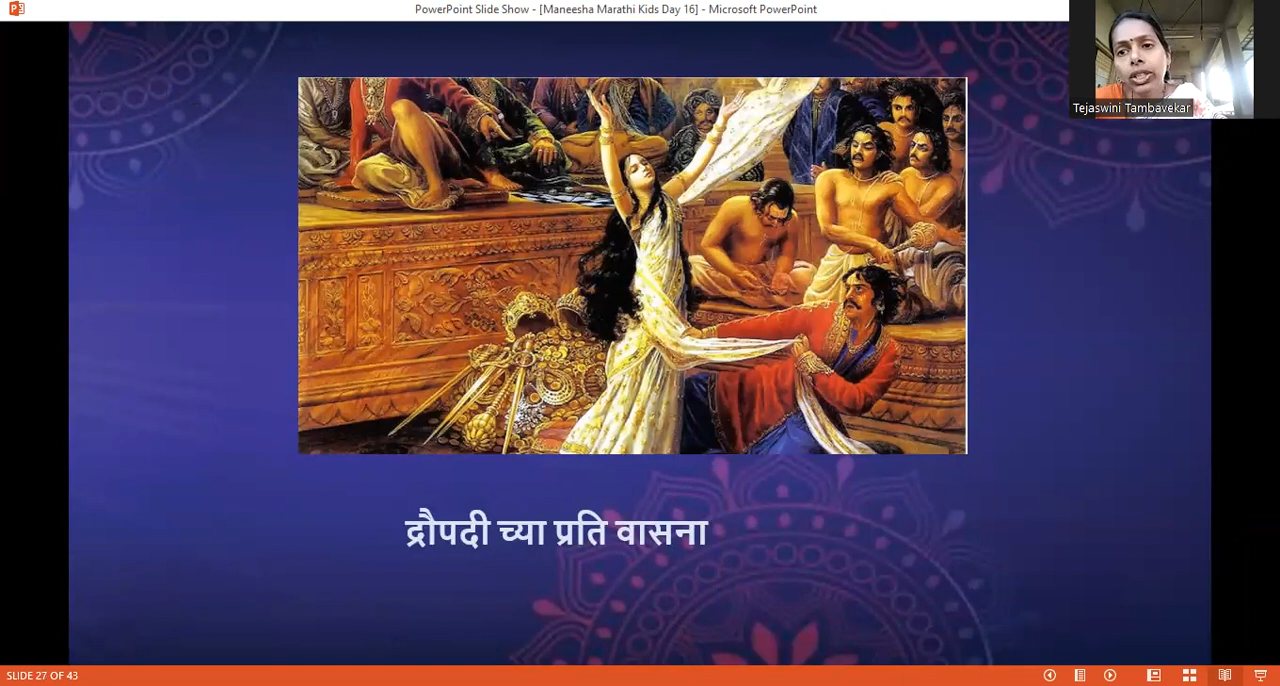 PowerPoint Slide Show - [Maneesha Marathi Kids Day 16] - Microsoft PowerPoint
Tejaswini Tambavekar
द्रौपदी च्या प्रति वासना
SLIDE 27 OF 43